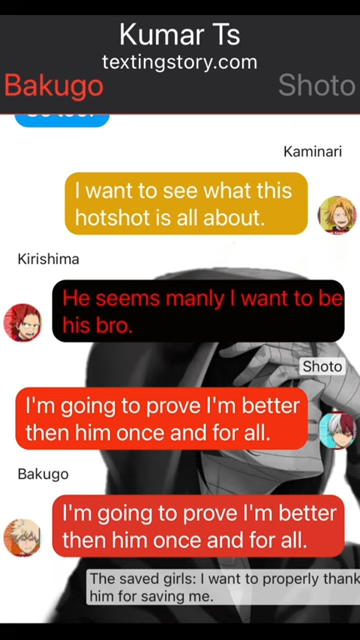 Kumar Ts
textingstory.com
Bakugo
Shoto
Kaminari
I want to see what this
hotshot is all about.
Kirishima
He seems manly I want to be
his bro.
Shoto
I'm going to prove I'm better
then him once and for all.
Bakugo
I'm going to prove I'm better
then him once and for all.
The saved girls: I want to properly thank
him for saving me.